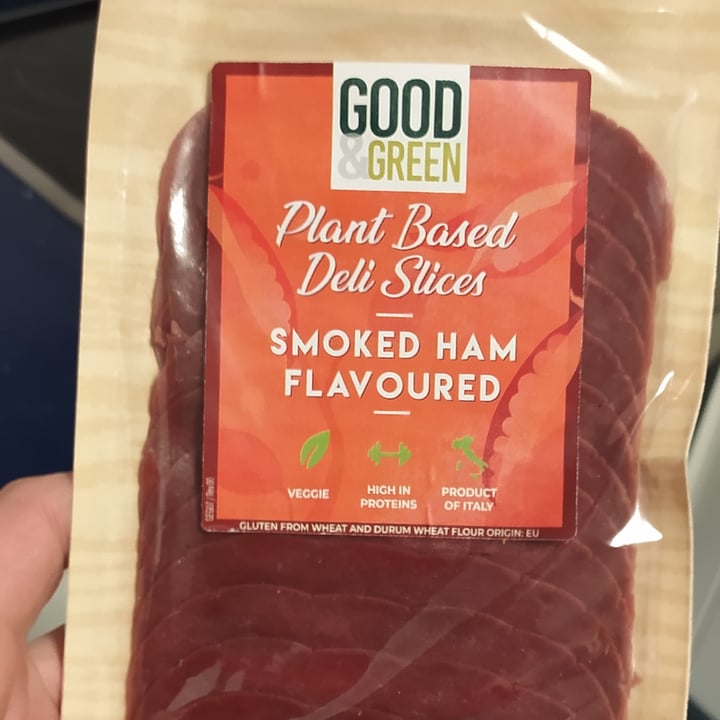 GOOD
&GREEN
Plant Based
Deli Slices
SMOKED HAM
FLAVOURED
VEGGIE
HIGH IN
PROTEINS
PRODUCT
OF ITALY
GLUTEN FROM WHEAT AND DURUM WHEAT FLOUR ORIGIN: EU